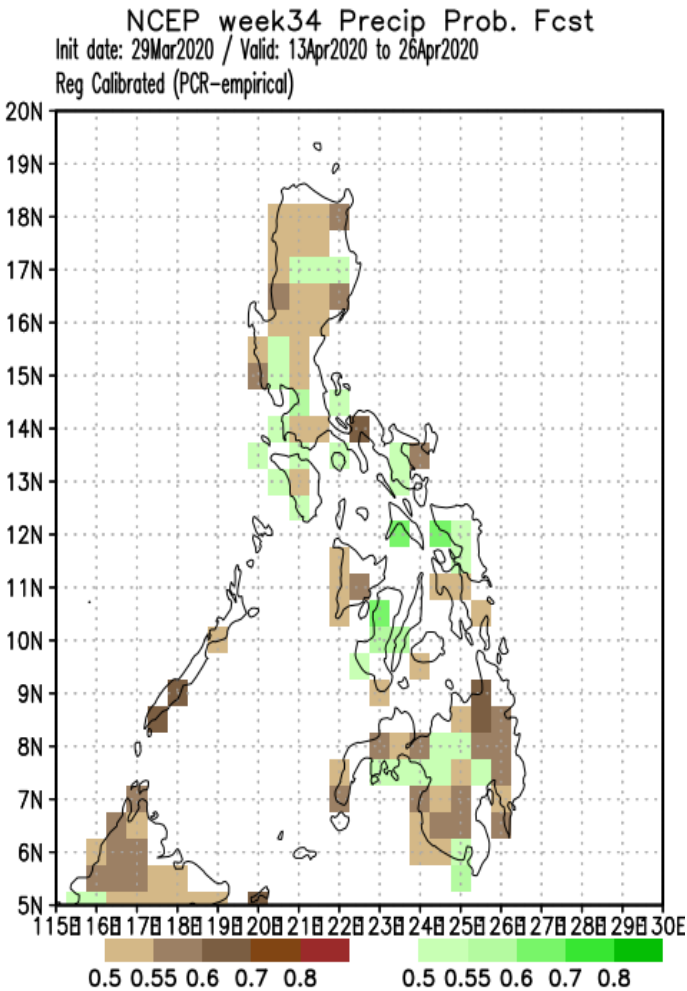 NCEP week34 Precip Prob. Fcst
Init date: 29Mar2020 / Valid: 13Apr2020 to 26Apr2020
Reg Calibrated (PCR-empirical)
20N
19N
18N
17N
16N
15N
14N
13N
12N
11N
10N
9N
8N
7N
6N
5N
115E 116E 117E 118E 119E 120E 121E 122E 123E 124E 125E 126E 127E 128E 129E 130E
0.5 0.55 0.6 0.7 0.8 0.5 0.55 0.6 0.7 0.8